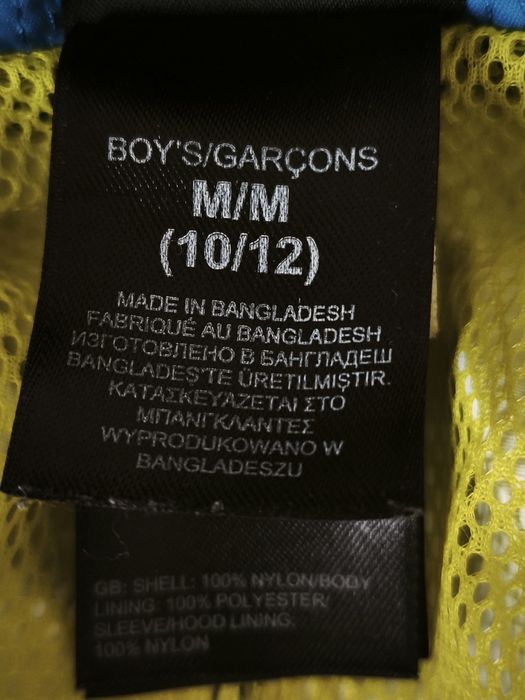 BOY'S/GARÇONS
M/M
(10/12)
MADE IN BANGLADESH
FABRIQUÉ AU BANGLADESH
ИЗГОТОВЛЕНО В БАНГЛАДЕШ
BANGLADEŞ'TE ÜRETILMIŞTIR.
ΚΑΤΑΣΚΕΥΑΖΕΤΑΙ ΣΤΟ
ΜΠΑΝΓΚΛΑΝΤΕΣ
WYPRODUKOWANO W
BANGLADESZU
GB: SHELL: 100% NYLON/BODY
LINING: 100% POLYESTER/
SLEEVE/HOOD LINING:
100% NYLON